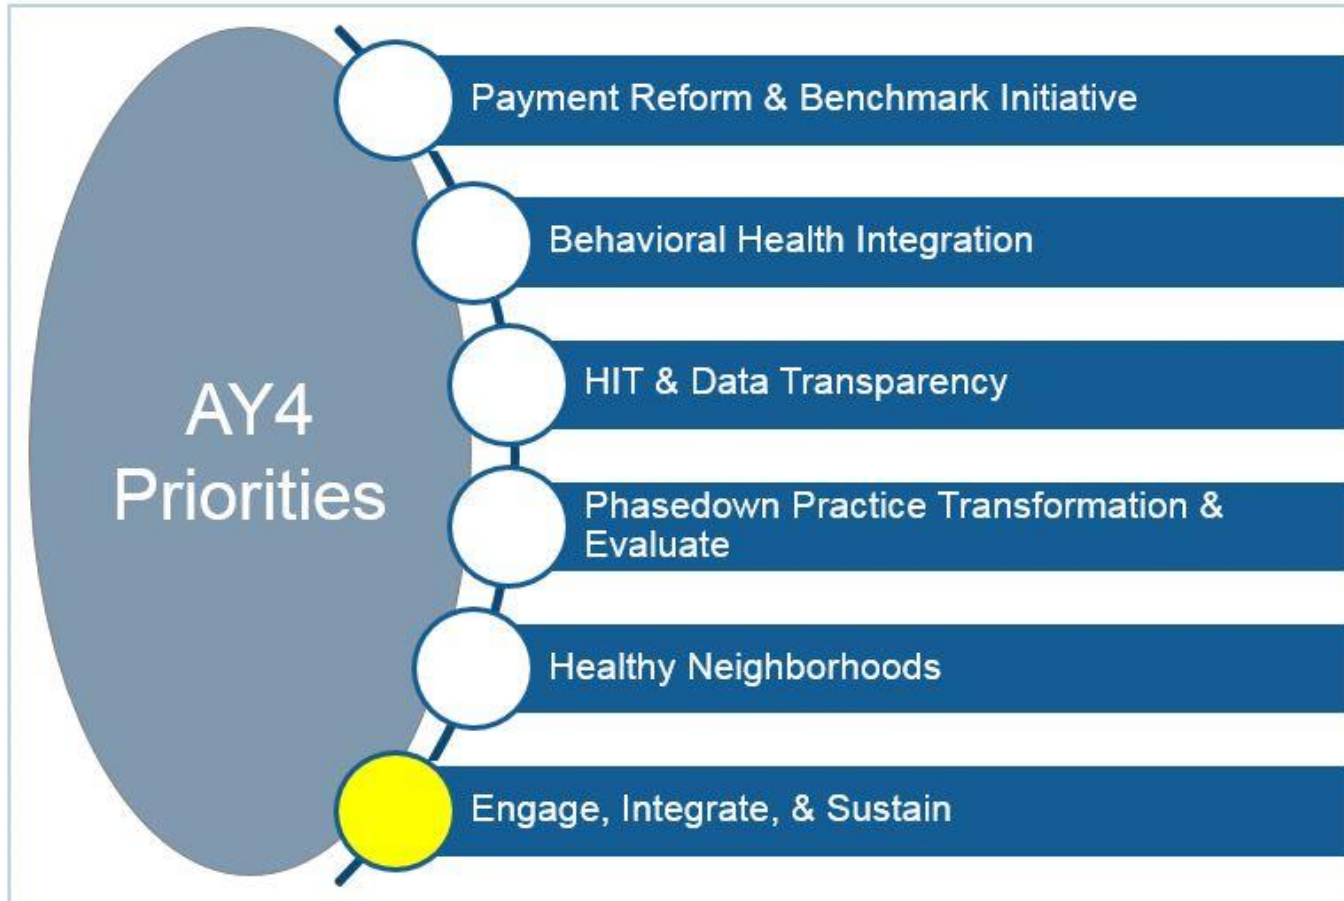 AY4
Priorities
Payment Reform & Benchmark Initiative
Behavioral Health Integration
HIT & Data Transparency
Phasedown Practice Transformation &
Evaluate
Healthy Neighborhoods
Engage, Integrate, & Sustain